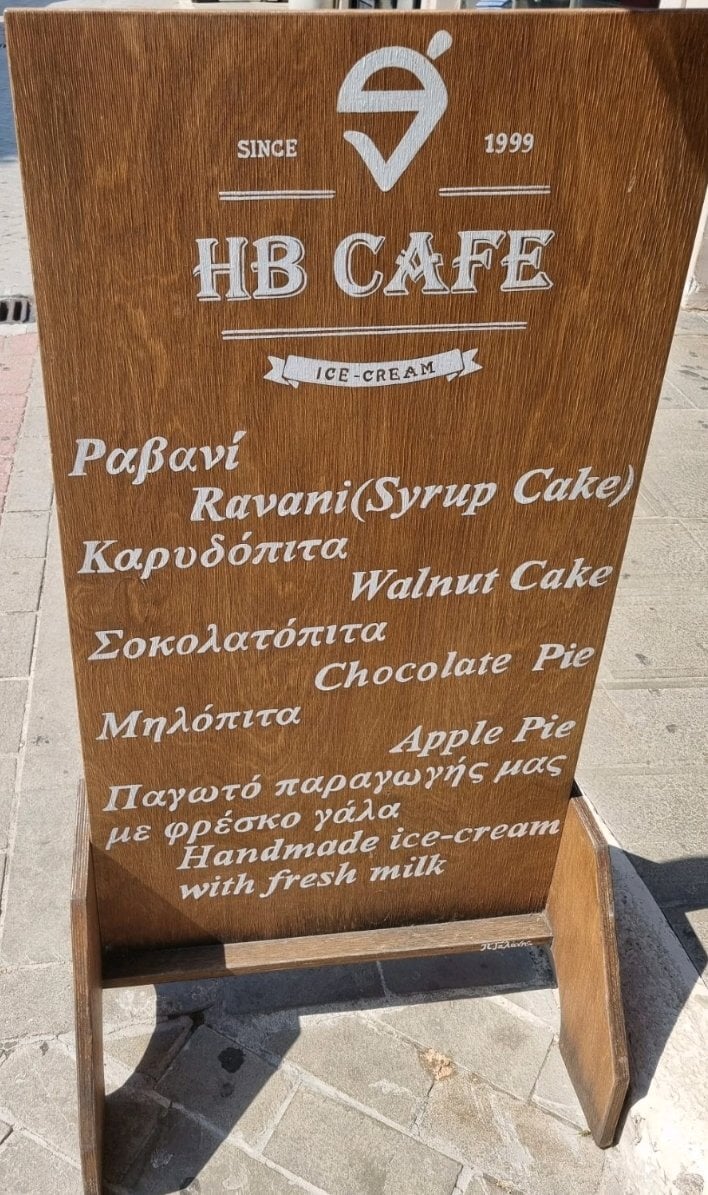 SINCE 1999
HB CAFE
ICE-CREAM
Ραβανί
Ravani(Syrup Cake)
Καρυδόπιτα
Walnut Cake
Σοκολατόπιτα
Chocolate Pie
Μηλόπιτα
Apple Pie
Παγωτό παραγωγής μας
με φρέσκο γάλα
Handmade ice-cream
with fresh milk